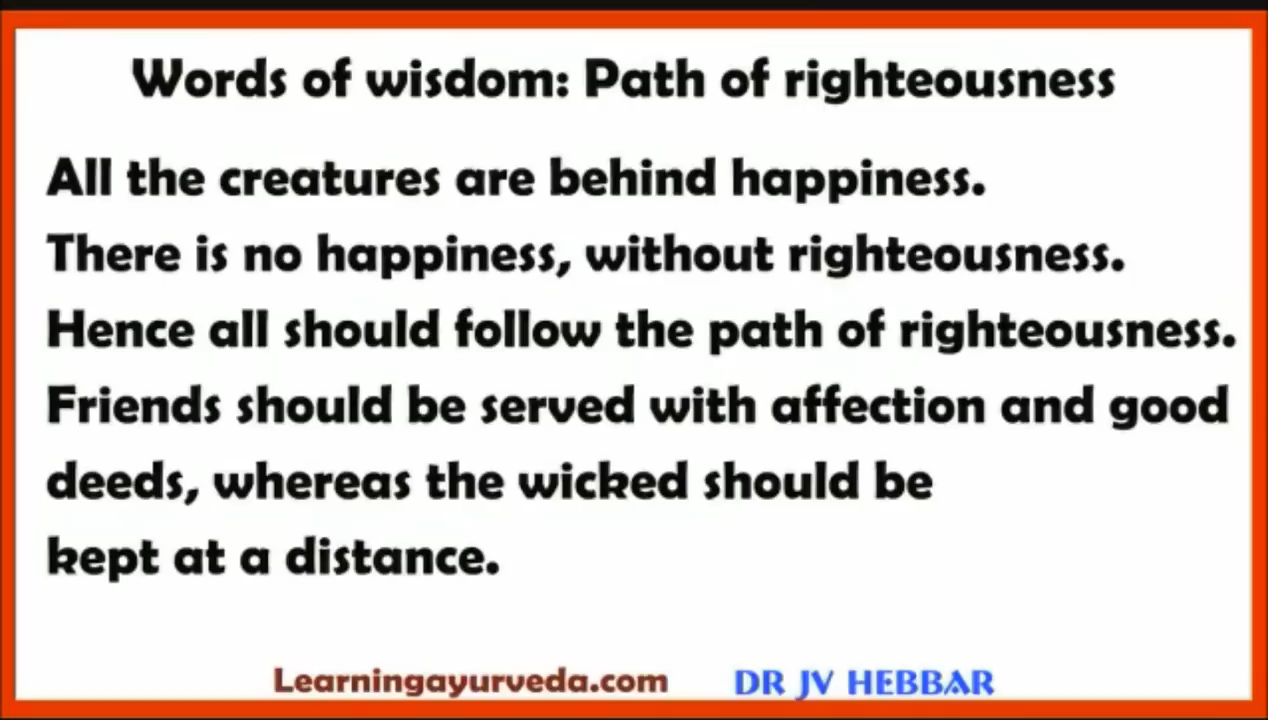 Words of wisdom: Path of righteousness
All the creatures are behind happiness.
There is no happiness, without righteousness.
Hence all should follow the path of righteousness.
Friends should be served with affection and good
deeds, whereas the wicked should be
kept at a distance.
Learningayurveda.com DR JV HEBBAR